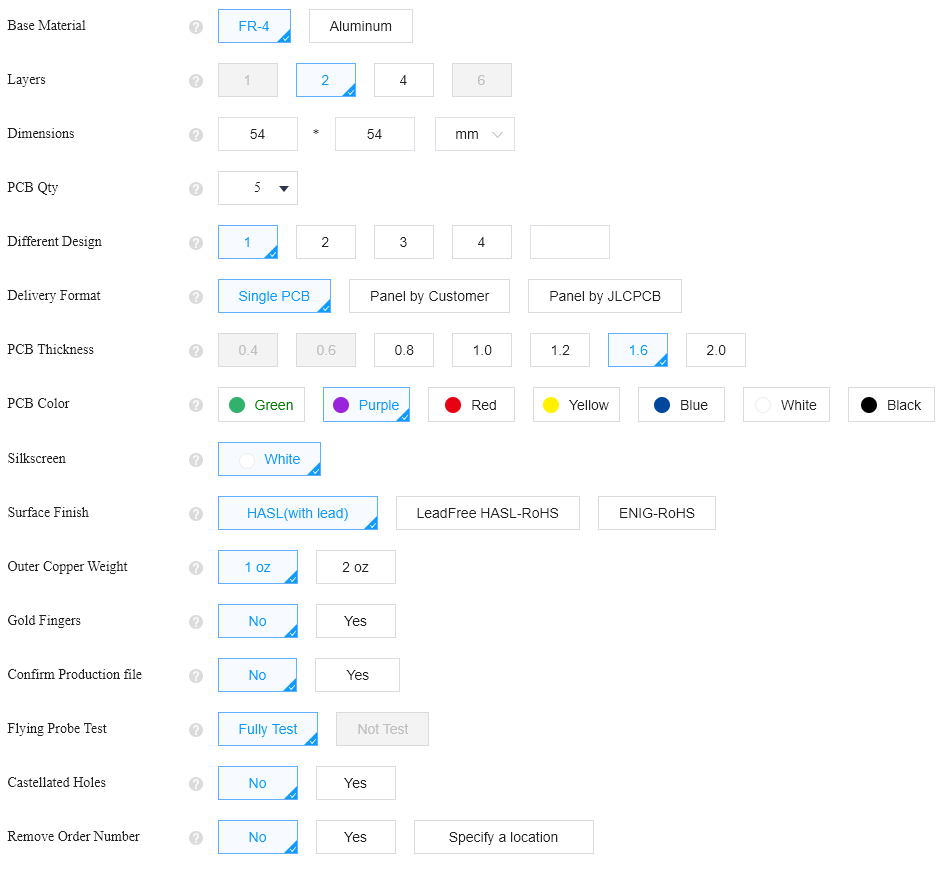 Base Material ? FR-4 Aluminum
Layers ? 1 2 4 6
Dimensions ? 54 * 54 mm
PCB Qty ? 5
Different Design ? 1 2 3 4
Delivery Format ? Single PCB Panel by Customer Panel by JLCPCB
PCB Thickness ? 0.4 0.6 0.8 1.0 1.2 1.6 2.0
PCB Color ? Green Purple Red Yellow Blue White Black
Silkscreen ? White
Surface Finish ? HASL(with lead) LeadFree HASL-RoHS ENIG-RoHS
Outer Copper Weight ? 1 oz 2 oz
Gold Fingers ? No Yes
Confirm Production file ? No Yes
Flying Probe Test ? Fully Test Not Test
Castellated Holes ? No Yes
Remove Order Number ? No Yes Specify a location